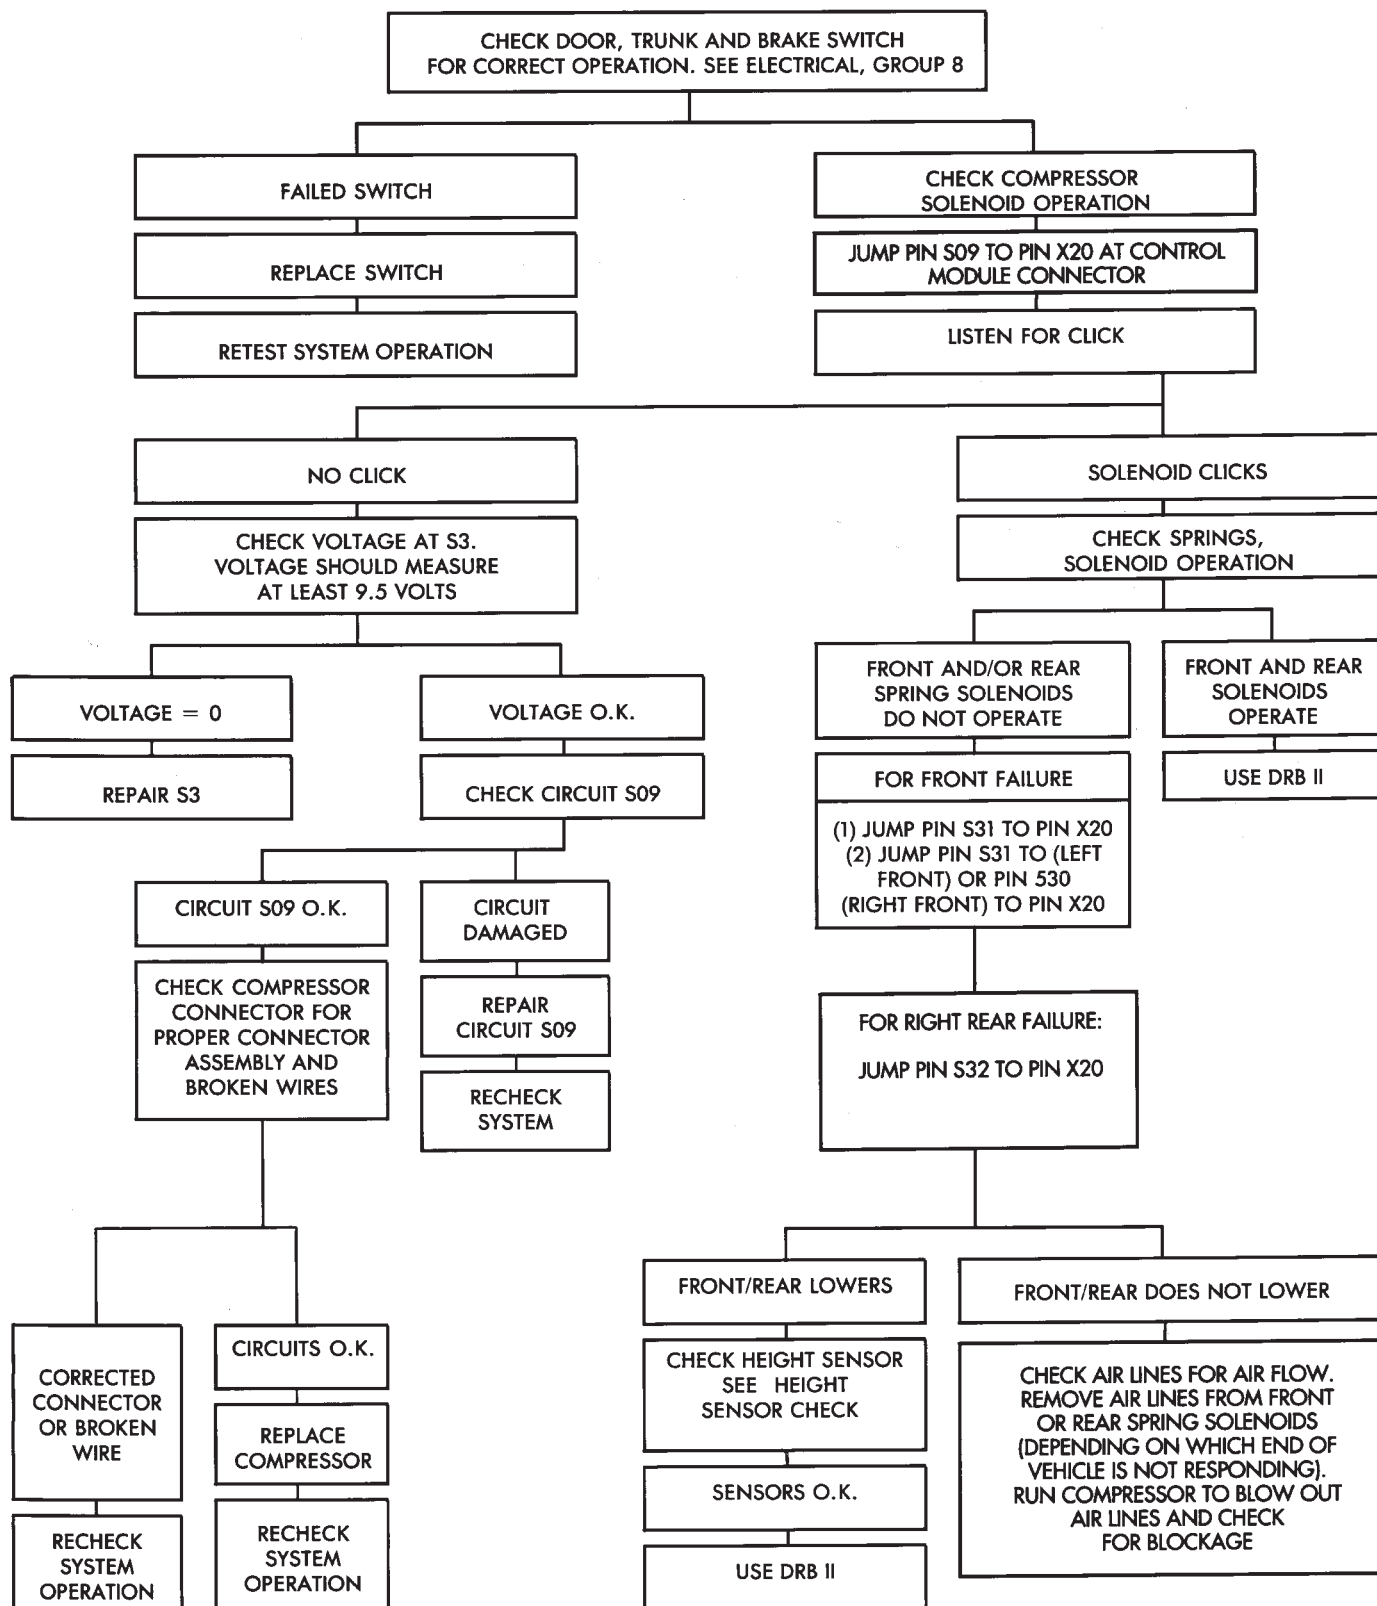 CHECK DOOR, TRUNK AND BRAKE SWITCH
FOR CORRECT OPERATION. SEE ELECTRICAL, GROUP 8
FAILED SWITCH
REPLACE SWITCH
RETEST SYSTEM OPERATION
CHECK COMPRESSOR
SOLENOID OPERATION
JUMP PIN S09 TO PIN X20 AT CONTROL
MODULE CONNECTOR
LISTEN FOR CLICK
NO CLICK
CHECK VOLTAGE AT S3.
VOLTAGE SHOULD MEASURE
AT LEAST 9.5 VOLTS
VOLTAGE = 0
REPAIR S3
VOLTAGE O.K.
CHECK CIRCUIT S09
CIRCUIT S09 O.K.
CHECK COMPRESSOR
CONNECTOR FOR
PROPER CONNECTOR
ASSEMBLY AND
BROKEN WIRES
CIRCUIT
DAMAGED
REPAIR
CIRCUIT S09
RECHECK
SYSTEM
CORRECTED
CONNECTOR
OR BROKEN
WIRE
RECHECK
SYSTEM
OPERATION
CIRCUITS O.K.
REPLACE
COMPRESSOR
RECHECK
SYSTEM
OPERATION
SOLENOID CLICKS
CHECK SPRINGS,
SOLENOID OPERATION
FRONT AND/OR REAR
SPRING SOLENOIDS
DO NOT OPERATE
FOR FRONT FAILURE
(1) JUMP PIN S31 TO PIN X20
(2) JUMP PIN S31 TO (LEFT
FRONT) OR PIN 530
(RIGHT FRONT) TO PIN X20
FRONT AND REAR
SOLENOIDS
OPERATE
USE DRB II
FOR RIGHT REAR FAILURE:
JUMP PIN S32 TO PIN X20
FRONT/REAR LOWERS
CHECK HEIGHT SENSOR
SEE HEIGHT
SENSOR CHECK
SENSORS O.K.
USE DRB II
FRONT/REAR DOES NOT LOWER
CHECK AIR LINES FOR AIR FLOW.
REMOVE AIR LINES FROM FRONT
OR REAR SPRING SOLENOIDS
(DEPENDING ON WHICH END OF
VEHICLE IS NOT RESPONDING).
RUN COMPRESSOR TO BLOW OUT
AIR LINES AND CHECK
FOR BLOCKAGE